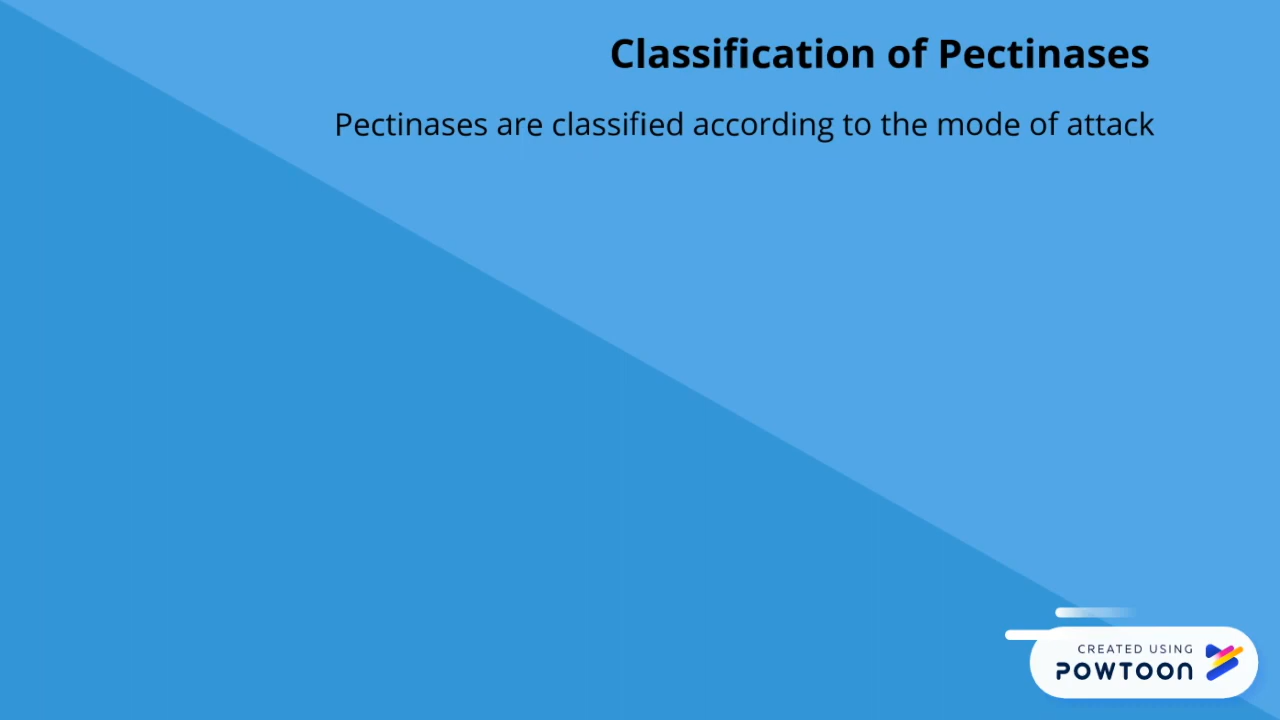 Classification of Pectinases
Pectinases are classified according to the mode of attack
CREATED USING
POWTOON